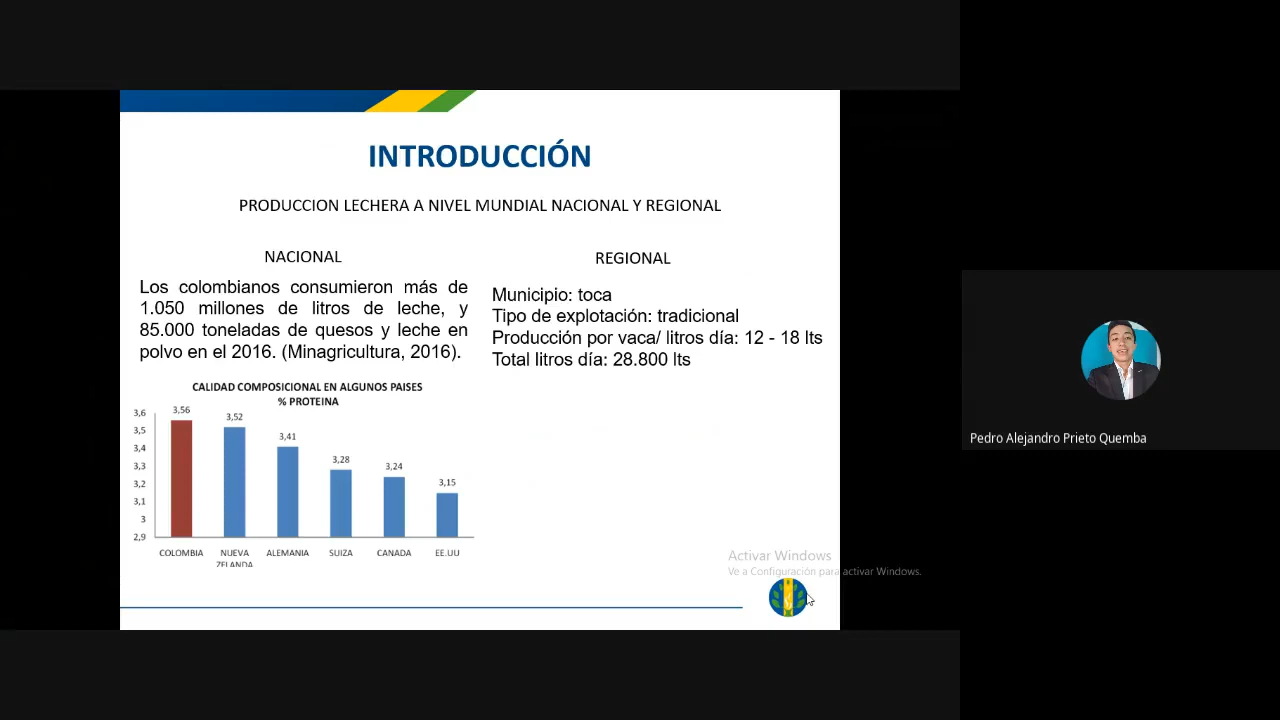 INTRODUCCIÓN
PRODUCCION LECHERA A NIVEL MUNDIAL NACIONAL Y REGIONAL
NACIONAL
Los colombianos consumieron más de
1.050 millones de litros de leche, y
85.000 toneladas de quesos y leche en
polvo en el 2016. (Minagricultura, 2016).
REGIONAL
Municipio: toca
Tipo de explotación: tradicional
Producción por vaca/ litros día: 12 - 18 lts
Total litros día: 28.800 lts
CALIDAD COMPOSICIONAL EN ALGUNOS PAISES
% PROTEINA
3,6
3,5
3,4
3,3
3,2
3,1
3
2,9
3,56
3,52
3,41
3,28
3,24
3,15
COLOMBIA
NUEVA
ZELANDA
ALEMANIA
SUIZA
CANADA
EE.UU
Activar Windows
Ve a Configuración para activar Windows.
Pedro Alejandro Prieto Quemba